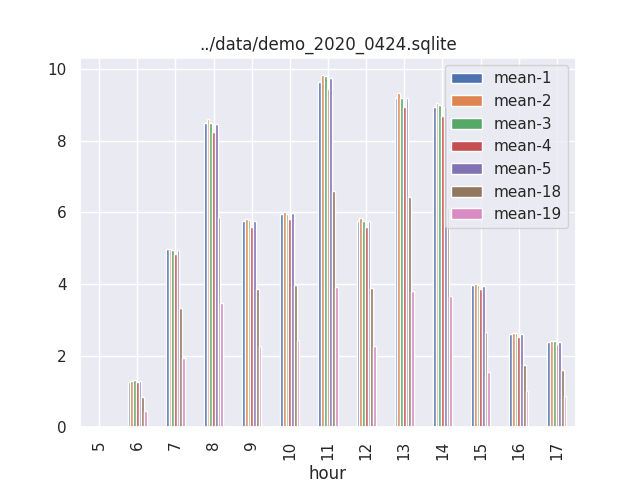 ../data/demo_2020_0424.sqlite
10
8
6
4
2
0
mean-1
mean-2
mean-3
mean-4
mean-5
mean-18
mean-19
5 6 7 8 9 10 11 12 13 14 15 16 17
hour